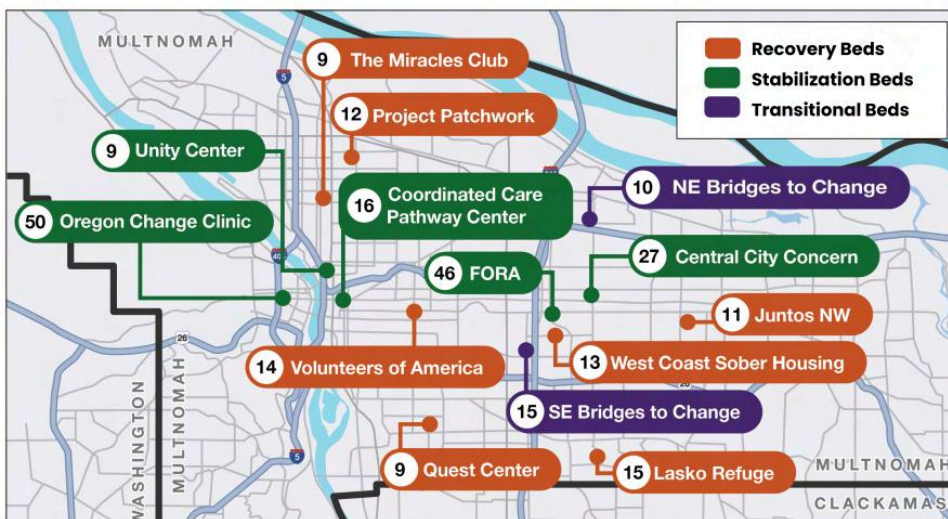 MULTNOMAH
5
9 The Miracles Club
12 Project Patchwork
Recovery Beds
Stabilization Beds
Transitional Beds
9 Unity Center
50 Oregon Change Clinic
16 Coordinated Care
Pathway Center
10 NE Bridges to Change
46 FORA
27 Central City Concern
11 Juntos NW
26
14 Volunteers of America
13 West Coast Sober Housing
26
15 SE Bridges to Change
WASHINGTON
MULTNOMAH
5
9 Quest Center
15 Lasko Refuge
MULTNOMAH
CLACKAMAS